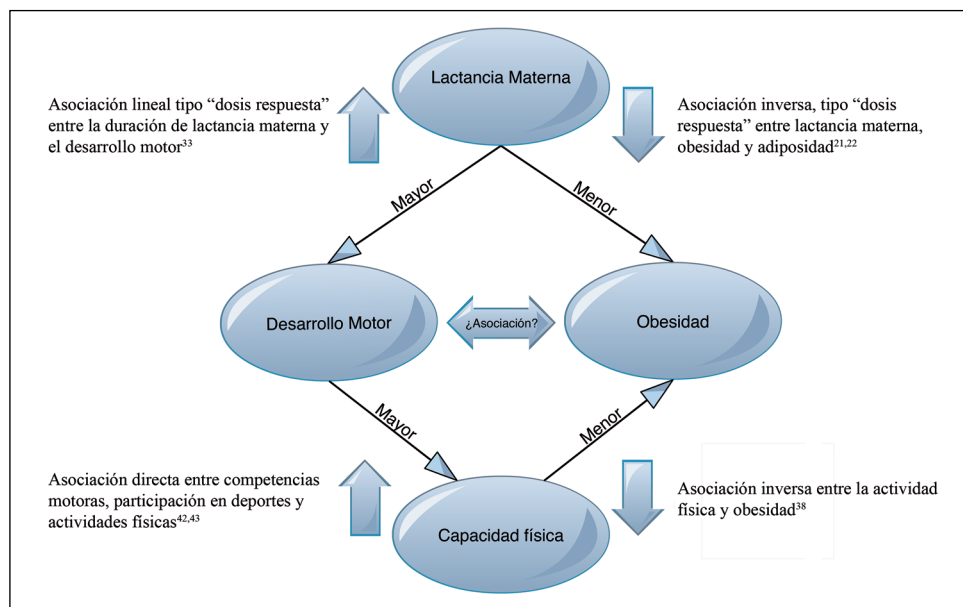 Lactancia Materna
Asociación lineal tipo “dosis respuesta”
entre la duración de lactancia materna y
el desarrollo motor³³
Asociación inversa, tipo “dosis
respuesta” entre lactancia materna,
obesidad y adiposidad²¹,²²
Mayor
Menor
Desarrollo Motor
¿Asociación?
Obesidad
Mayor
Menor
Asociación directa entre competencias
motoras, participación en deportes y
actividades físicas⁴²,⁴³
Capacidad física
Asociación inversa entre la actividad
física y obesidad³⁸